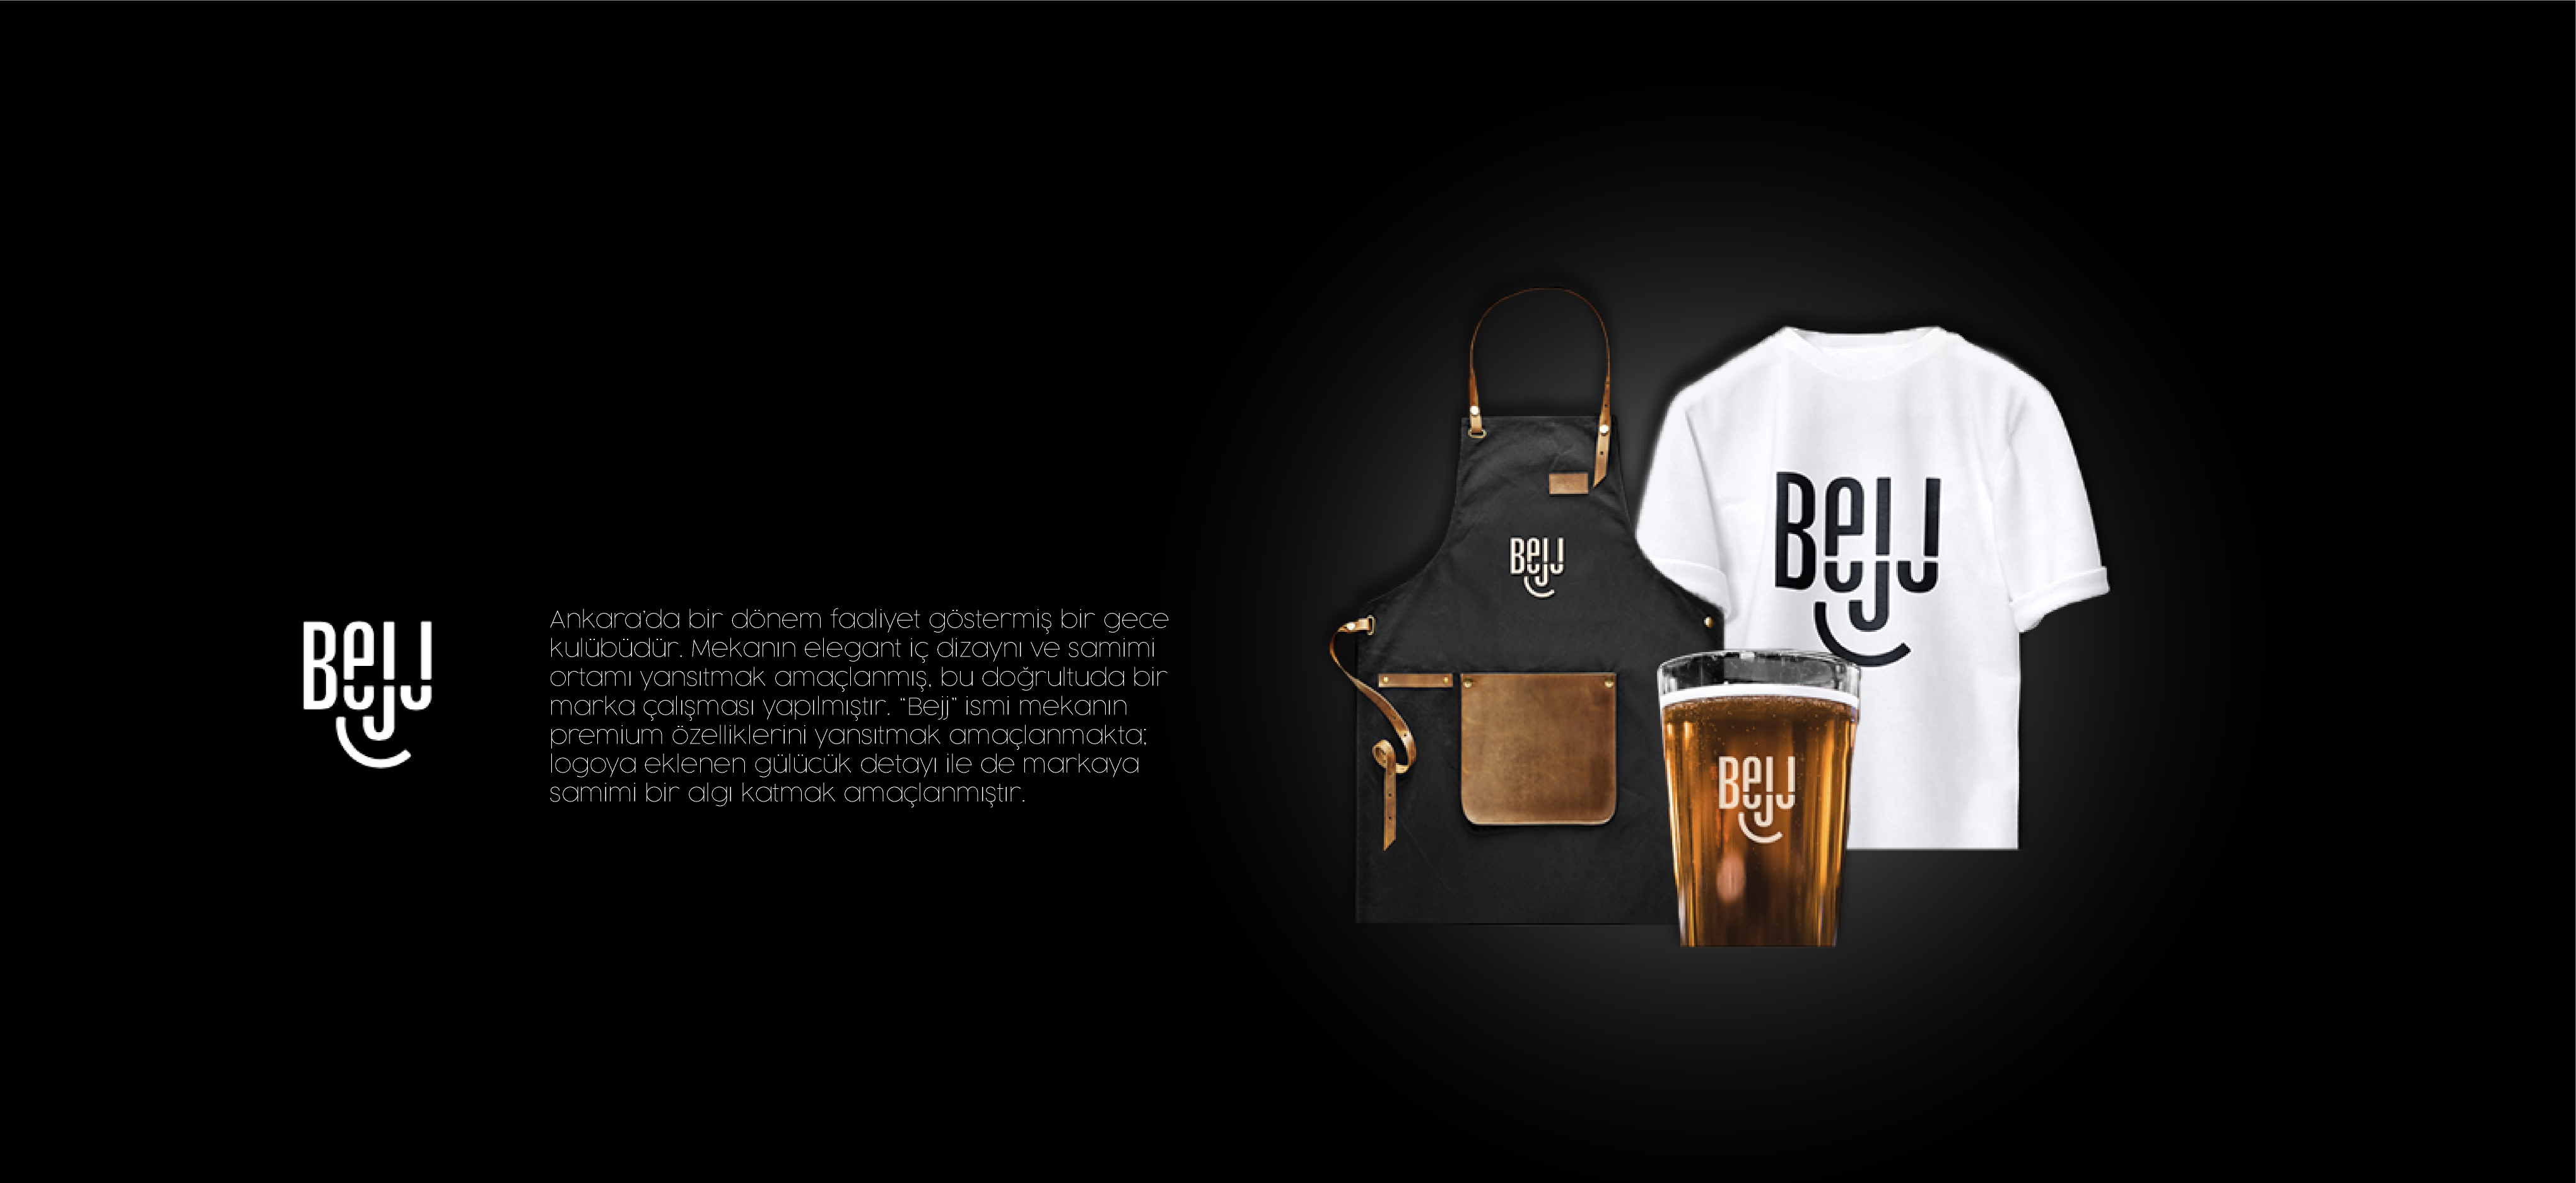 Bejj
Ankara'da bir dönem faaliyet göstermiş bir gece
kulübüdür. Mekanın elegant iç dizaynı ve samimi
ortamı yansıtmak amaçlanmış, bu doğrultuda bir
marka çalışması yapılmıştır. "Bejj" ismi mekanın
premium özelliklerini yansıtmak amaçlanmakta;
logoya eklenen gülücük detayı ile de markaya
samimi bir algı katmak amaçlanmıştır.
Bejj
Bejj
Bejj